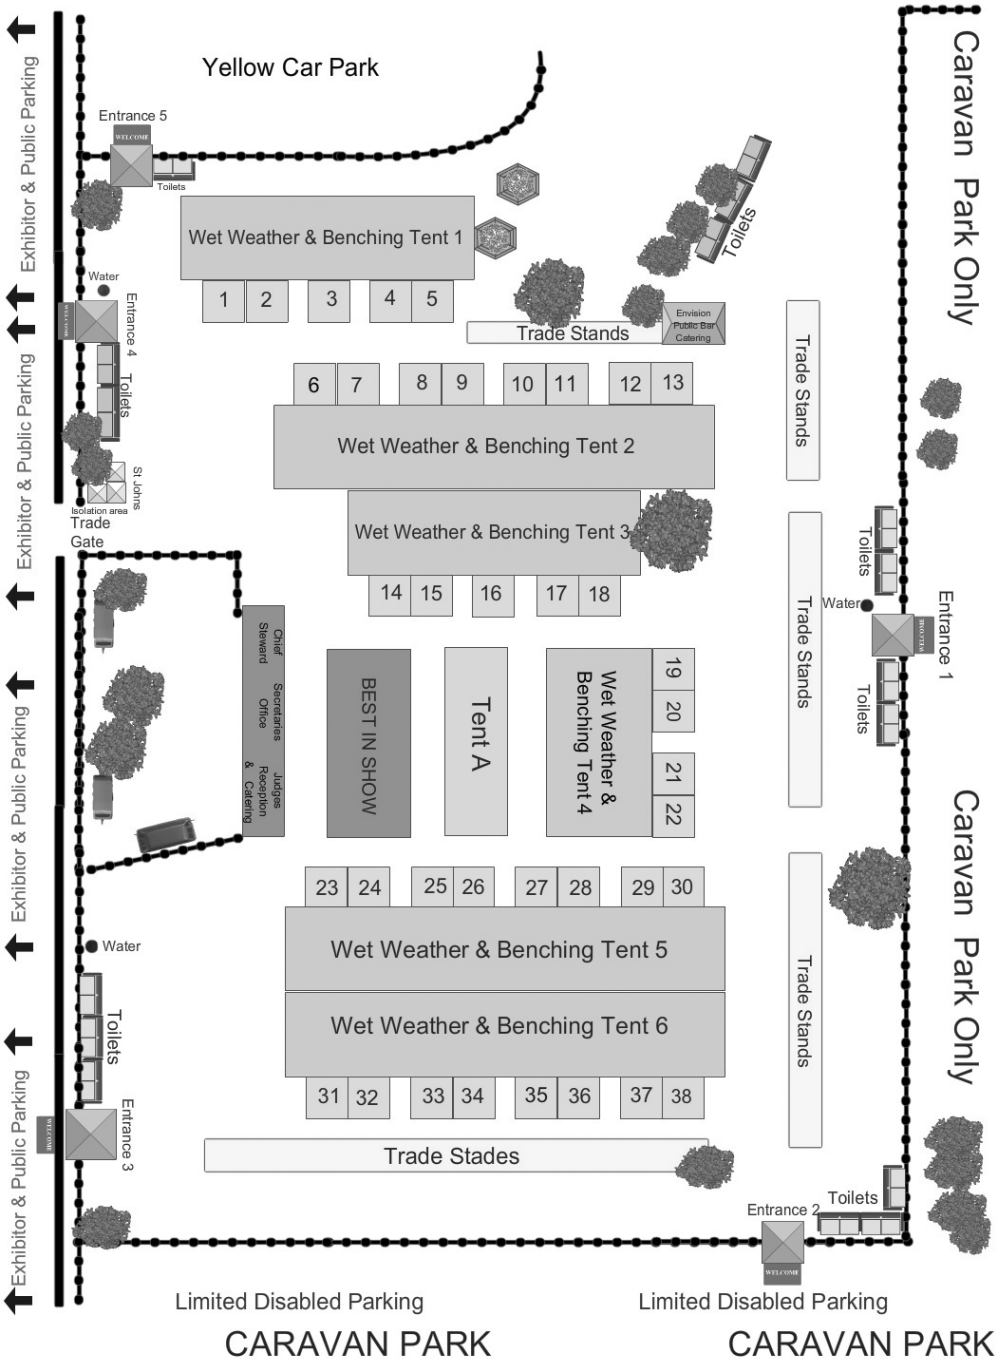 Yellow Car Park
Entrance 5
WELCOME
Toilets
Exhibitor & Public Parking
Caravan Park Only
Wet Weather & Benching Tent 1
1 2 3 4 5
Toilets
Water
Entrance 4
WELCOME
Toilets
Trade Stands
Envision
Public Bar
Catering
Trade Stands
6 7 8 9 10 11 12 13
Wet Weather & Benching Tent 2
Exhibitor & Public Parking
St Johns
Isolation area
Trade
Gate
Wet Weather & Benching Tent 3
14 15 16 17 18
Toilets
Water
Entrance 1
WELCOME
Toilets
Trade Stands
Chief
Steward
Secretaries
Office
Judges
Reception
& Catering
BEST IN SHOW
Tent A
Wet Weather &
Benching Tent 4
19
20
21
22
Exhibitor & Public Parking
Caravan Park Only
23 24 25 26 27 28 29 30
Wet Weather & Benching Tent 5
Wet Weather & Benching Tent 6
31 32 33 34 35 36 37 38
Trade Stands
Water
Toilets
Entrance 3
WELCOME
Exhibitor & Public Parking
Trade Stades
Toilets
Entrance 2
WELCOME
Limited Disabled Parking
Limited Disabled Parking
CARAVAN PARK
CARAVAN PARK